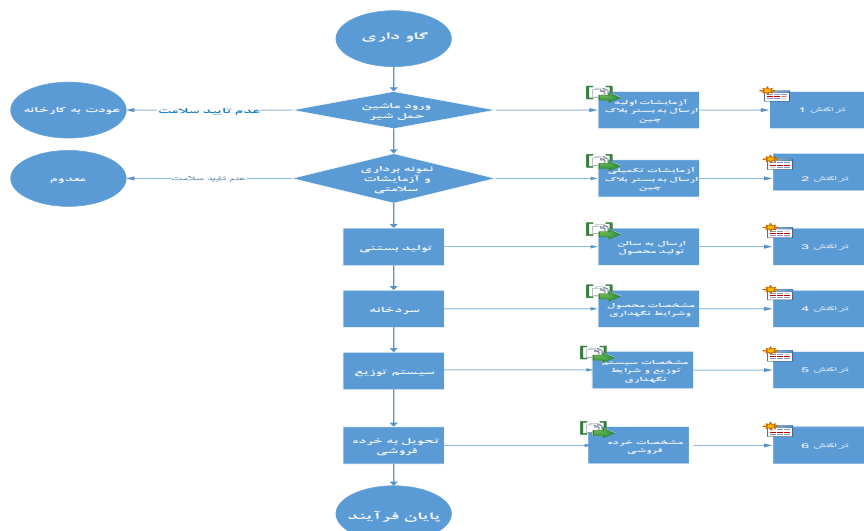 گاو داری
ورود ماشین
حمل شیر
عدم تایید سلامت
عودت به کارخانه
آزمایشات اولیه
ارسال به بستر بلاک
چین
تراکنش 1
نمونه برداری
و آزمایشات
سلامتی
عدم تایید سلامت
معدوم
آزمایشات تکمیلی
ارسال به بستر بلاک
چین
تراکنش 2
تولید بستنی
ارسال به سالن
تولید محصول
تراکنش 3
سردخانه
مشخصات محصول
وشرایط نگهداری
تراکنش 4
سیستم توزیع
مشخصات سیستم
توزیع و شرایط
نگهداری
تراکنش 5
تحویل به خرده
فروشی
مشخصات خرده
فروشی
تراکنش 6
پایان فرآیند